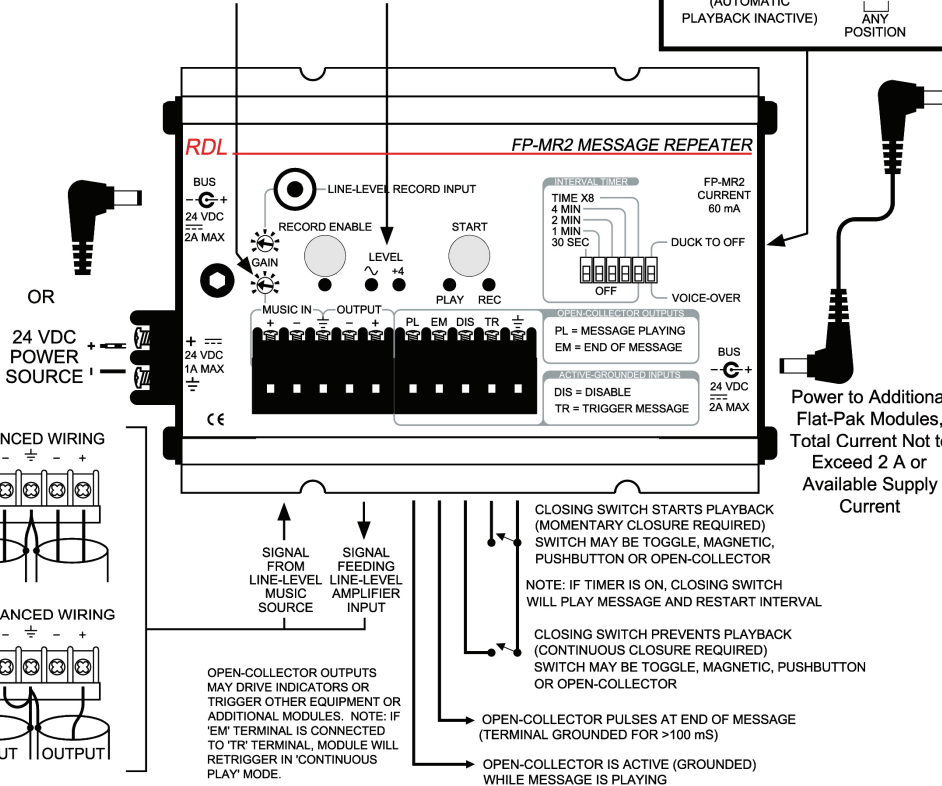 (AUTOMATIC
PLAYBACK INACTIVE)
ANY
POSITION
RDL
FP-MR2 MESSAGE REPEATER
BUS
- +
24 VDC
2A MAX
LINE-LEVEL RECORD INPUT
RECORD ENABLE
START
GAIN
LEVEL
+4
PLAY REC
INTERVAL TIMER
TIME X8
4 MIN
2 MIN
1 MIN
30 SEC
OFF
FP-MR2
CURRENT
60 mA
DUCK TO OFF
VOICE-OVER
MUSIC IN OUTPUT
+ - - +
PL EM DIS TR
OPEN-COLLECTOR OUTPUTS
PL = MESSAGE PLAYING
EM = END OF MESSAGE
ACTIVE-GROUNDED INPUTS
DIS = DISABLE
TR = TRIGGER MESSAGE
BUS
- +
24 VDC
2A MAX
OR
24 VDC
POWER
SOURCE
+
-
+
24 VDC
1A MAX
CE
Power to Additiona
Flat-Pak Modules,
Total Current Not to
Exceed 2 A or
Available Supply
Current
ANCED WIRING
- - +
ANCED WIRING
- - +
UT OUTPUT
SIGNAL
FROM
LINE-LEVEL
MUSIC
SOURCE
SIGNAL
FEEDING
LINE-LEVEL
AMPLIFIER
INPUT
CLOSING SWITCH STARTS PLAYBACK
(MOMENTARY CLOSURE REQUIRED)
SWITCH MAY BE TOGGLE, MAGNETIC,
PUSHBUTTON OR OPEN-COLLECTOR
NOTE: IF TIMER IS ON, CLOSING SWITCH
WILL PLAY MESSAGE AND RESTART INTERVAL
CLOSING SWITCH PREVENTS PLAYBACK
(CONTINUOUS CLOSURE REQUIRED)
SWITCH MAY BE TOGGLE, MAGNETIC, PUSHBUTTON
OR OPEN-COLLECTOR
OPEN-COLLECTOR OUTPUTS
MAY DRIVE INDICATORS OR
TRIGGER OTHER EQUIPMENT OR
ADDITIONAL MODULES. NOTE: IF
'EM' TERMINAL IS CONNECTED
TO 'TR' TERMINAL, MODULE WILL
RETRIGGER IN 'CONTINUOUS
PLAY' MODE.
OPEN-COLLECTOR PULSES AT END OF MESSAGE
(TERMINAL GROUNDED FOR >100 mS)
OPEN-COLLECTOR IS ACTIVE (GROUNDED)
WHILE MESSAGE IS PLAYING